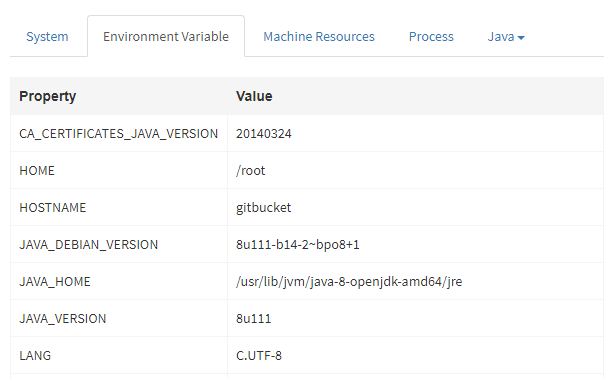 System Environment Variable Machine Resources Process Java
Property Value
CA_CERTIFICATES_JAVA_VERSION 20140324
HOME /root
HOSTNAME gitbucket
JAVA_DEBIAN_VERSION 8u111-b14-2~bpo8+1
JAVA_HOME /usr/lib/jvm/java-8-openjdk-amd64/jre
JAVA_VERSION 8u111
LANG C.UTF-8